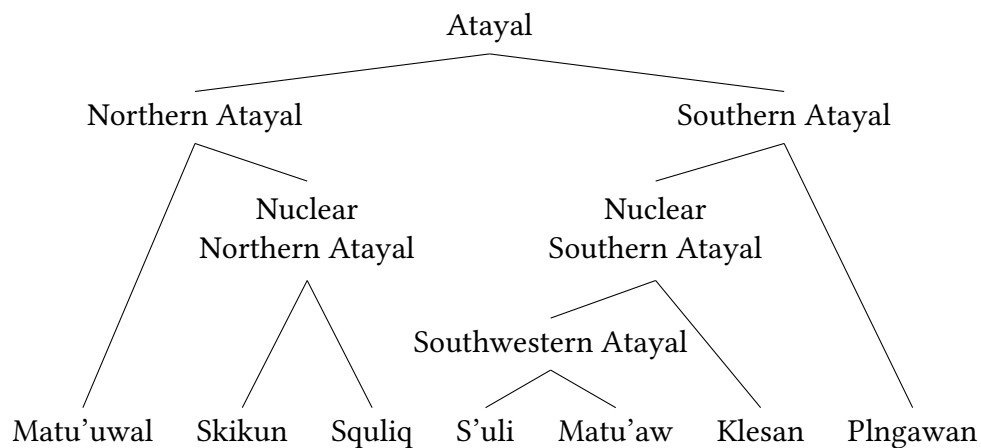 Atayal
Northern Atayal
Southern Atayal
Nuclear
Northern Atayal
Nuclear
Southern Atayal
Southwestern Atayal
Matu’uwal
Skikun
Squliq
S’uli
Matu’aw
Klesan
Plngawan